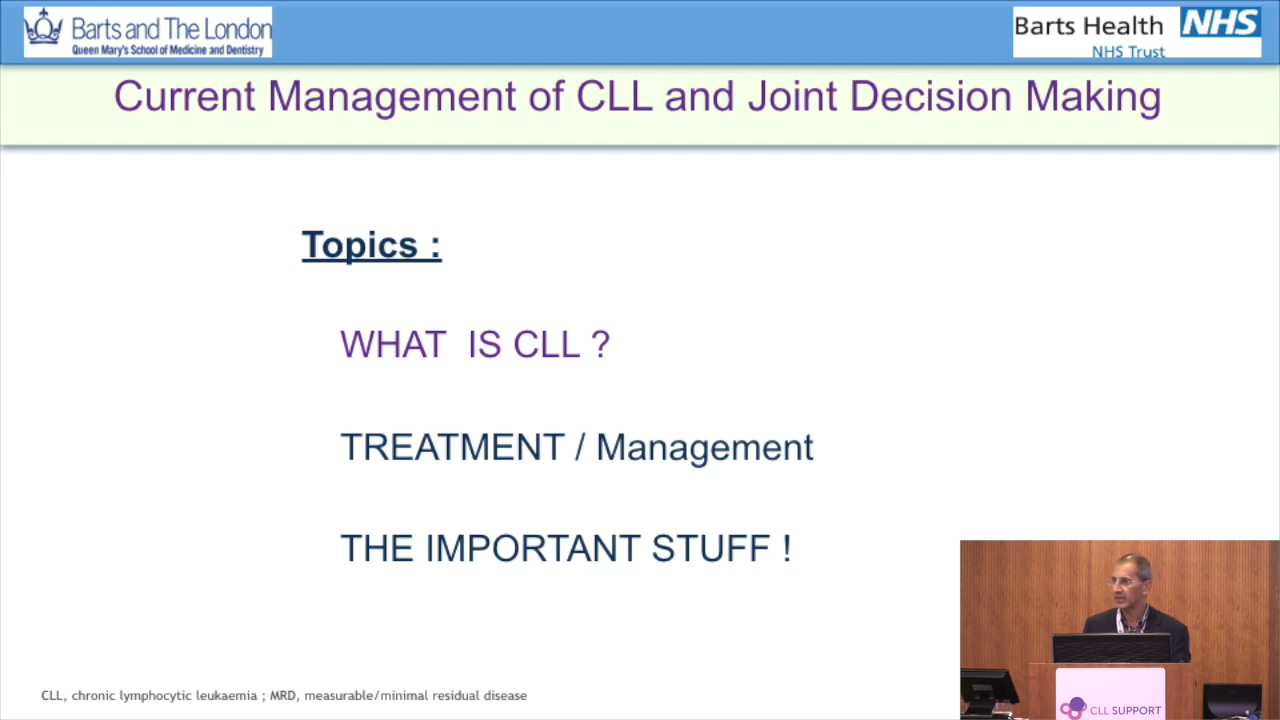 Barts and The London
Queen Mary's School of Medicine and Dentistry
Barts Health NHS
NHS Trust
Current Management of CLL and Joint Decision Making
Topics :
WHAT IS CLL ?
TREATMENT / Management
THE IMPORTANT STUFF !
CLL, chronic lymphocytic leukaemia ; MRD, measurable/minimal residual disease
CLL SUPPORT